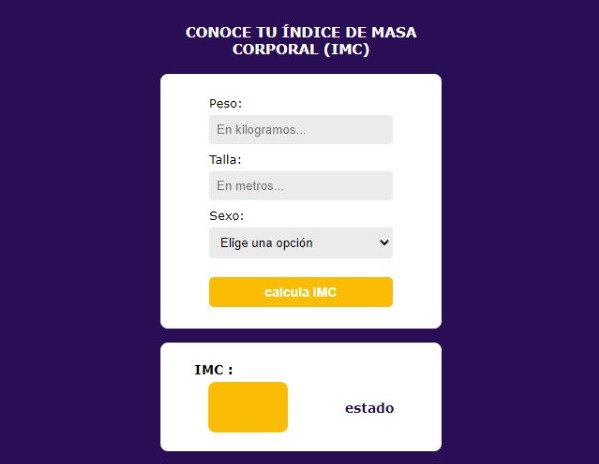 CONOCE TU ÍNDICE DE MASA
CORPORAL (IMC)
Peso:
En kilogramos...
Talla:
En metros...
Sexo:
Elige una opción
calcula IMC
IMC :
estado